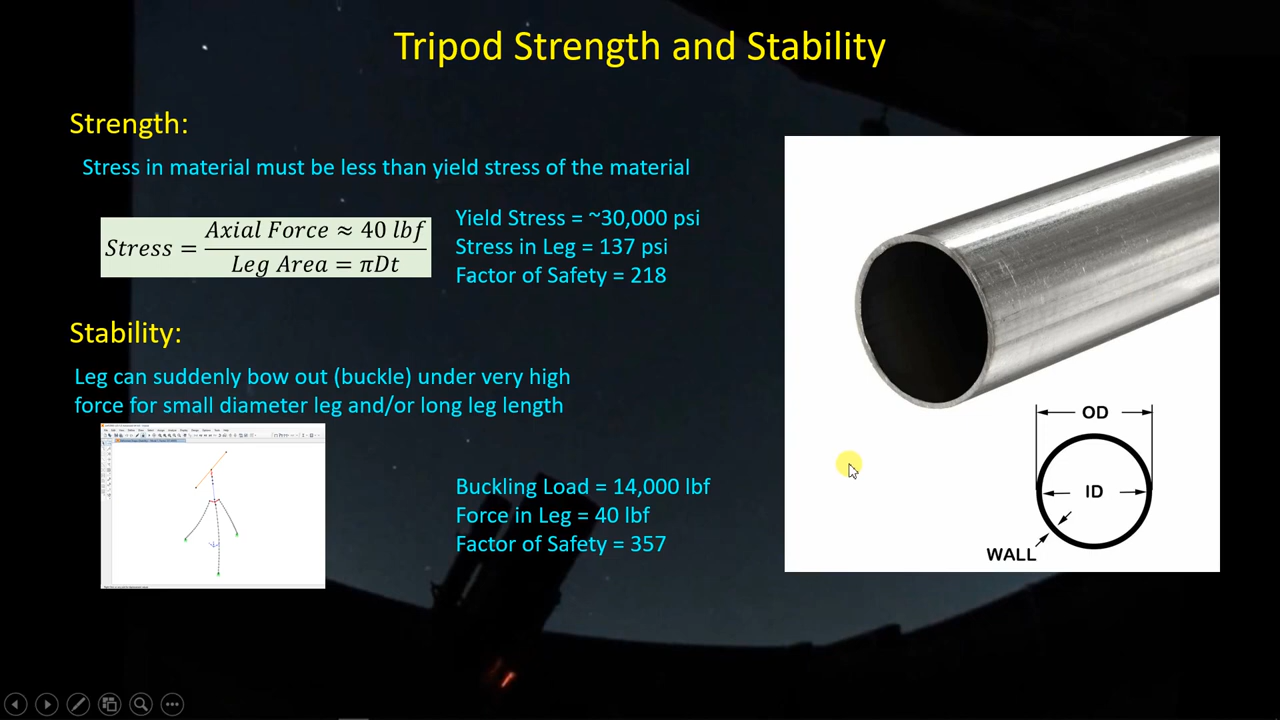 Tripod Strength and Stability
Strength:
Stress in material must be less than yield stress of the material
Stress = Axial Force ≈ 40 lbf / Leg Area = πDt
Yield Stress = ~30,000 psi
Stress in Leg = 137 psi
Factor of Safety = 218
Stability:
Leg can suddenly bow out (buckle) under very high
force for small diameter leg and/or long leg length
Buckling Load = 14,000 lbf
Force in Leg = 40 lbf
Factor of Safety = 357
OD
ID
WALL